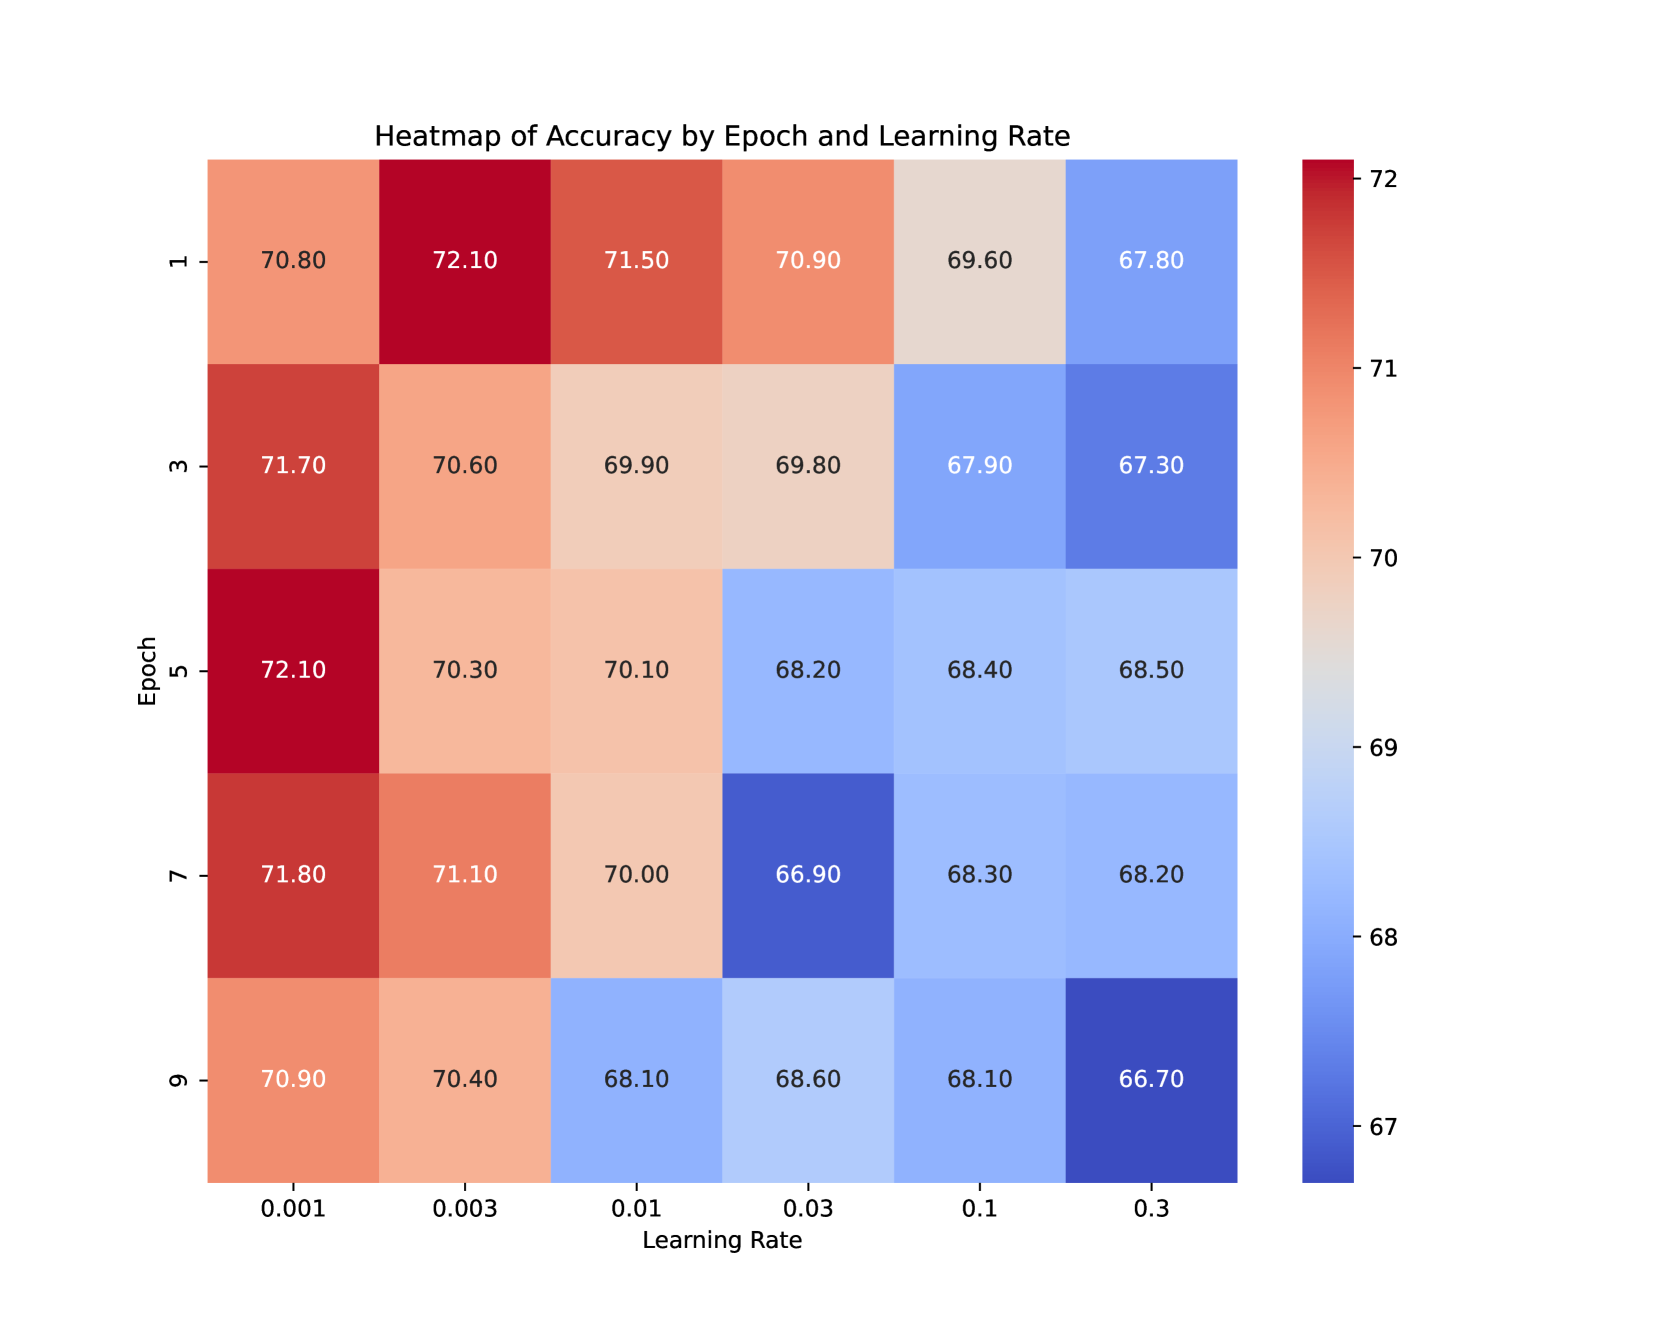 Heatmap of Accuracy by Epoch and Learning Rate
70.80 72.10 71.50 70.90 69.60 67.80
71.70 70.60 69.90 69.80 67.90 67.30
72.10 70.30 70.10 68.20 68.40 68.50
71.80 71.10 70.00 66.90 68.30 68.20
70.90 70.40 68.10 68.60 68.10 66.70
1
3
5
7
9
Epoch
0.001 0.003 0.01 0.03 0.1 0.3
Learning Rate
72
71
70
69
68
67